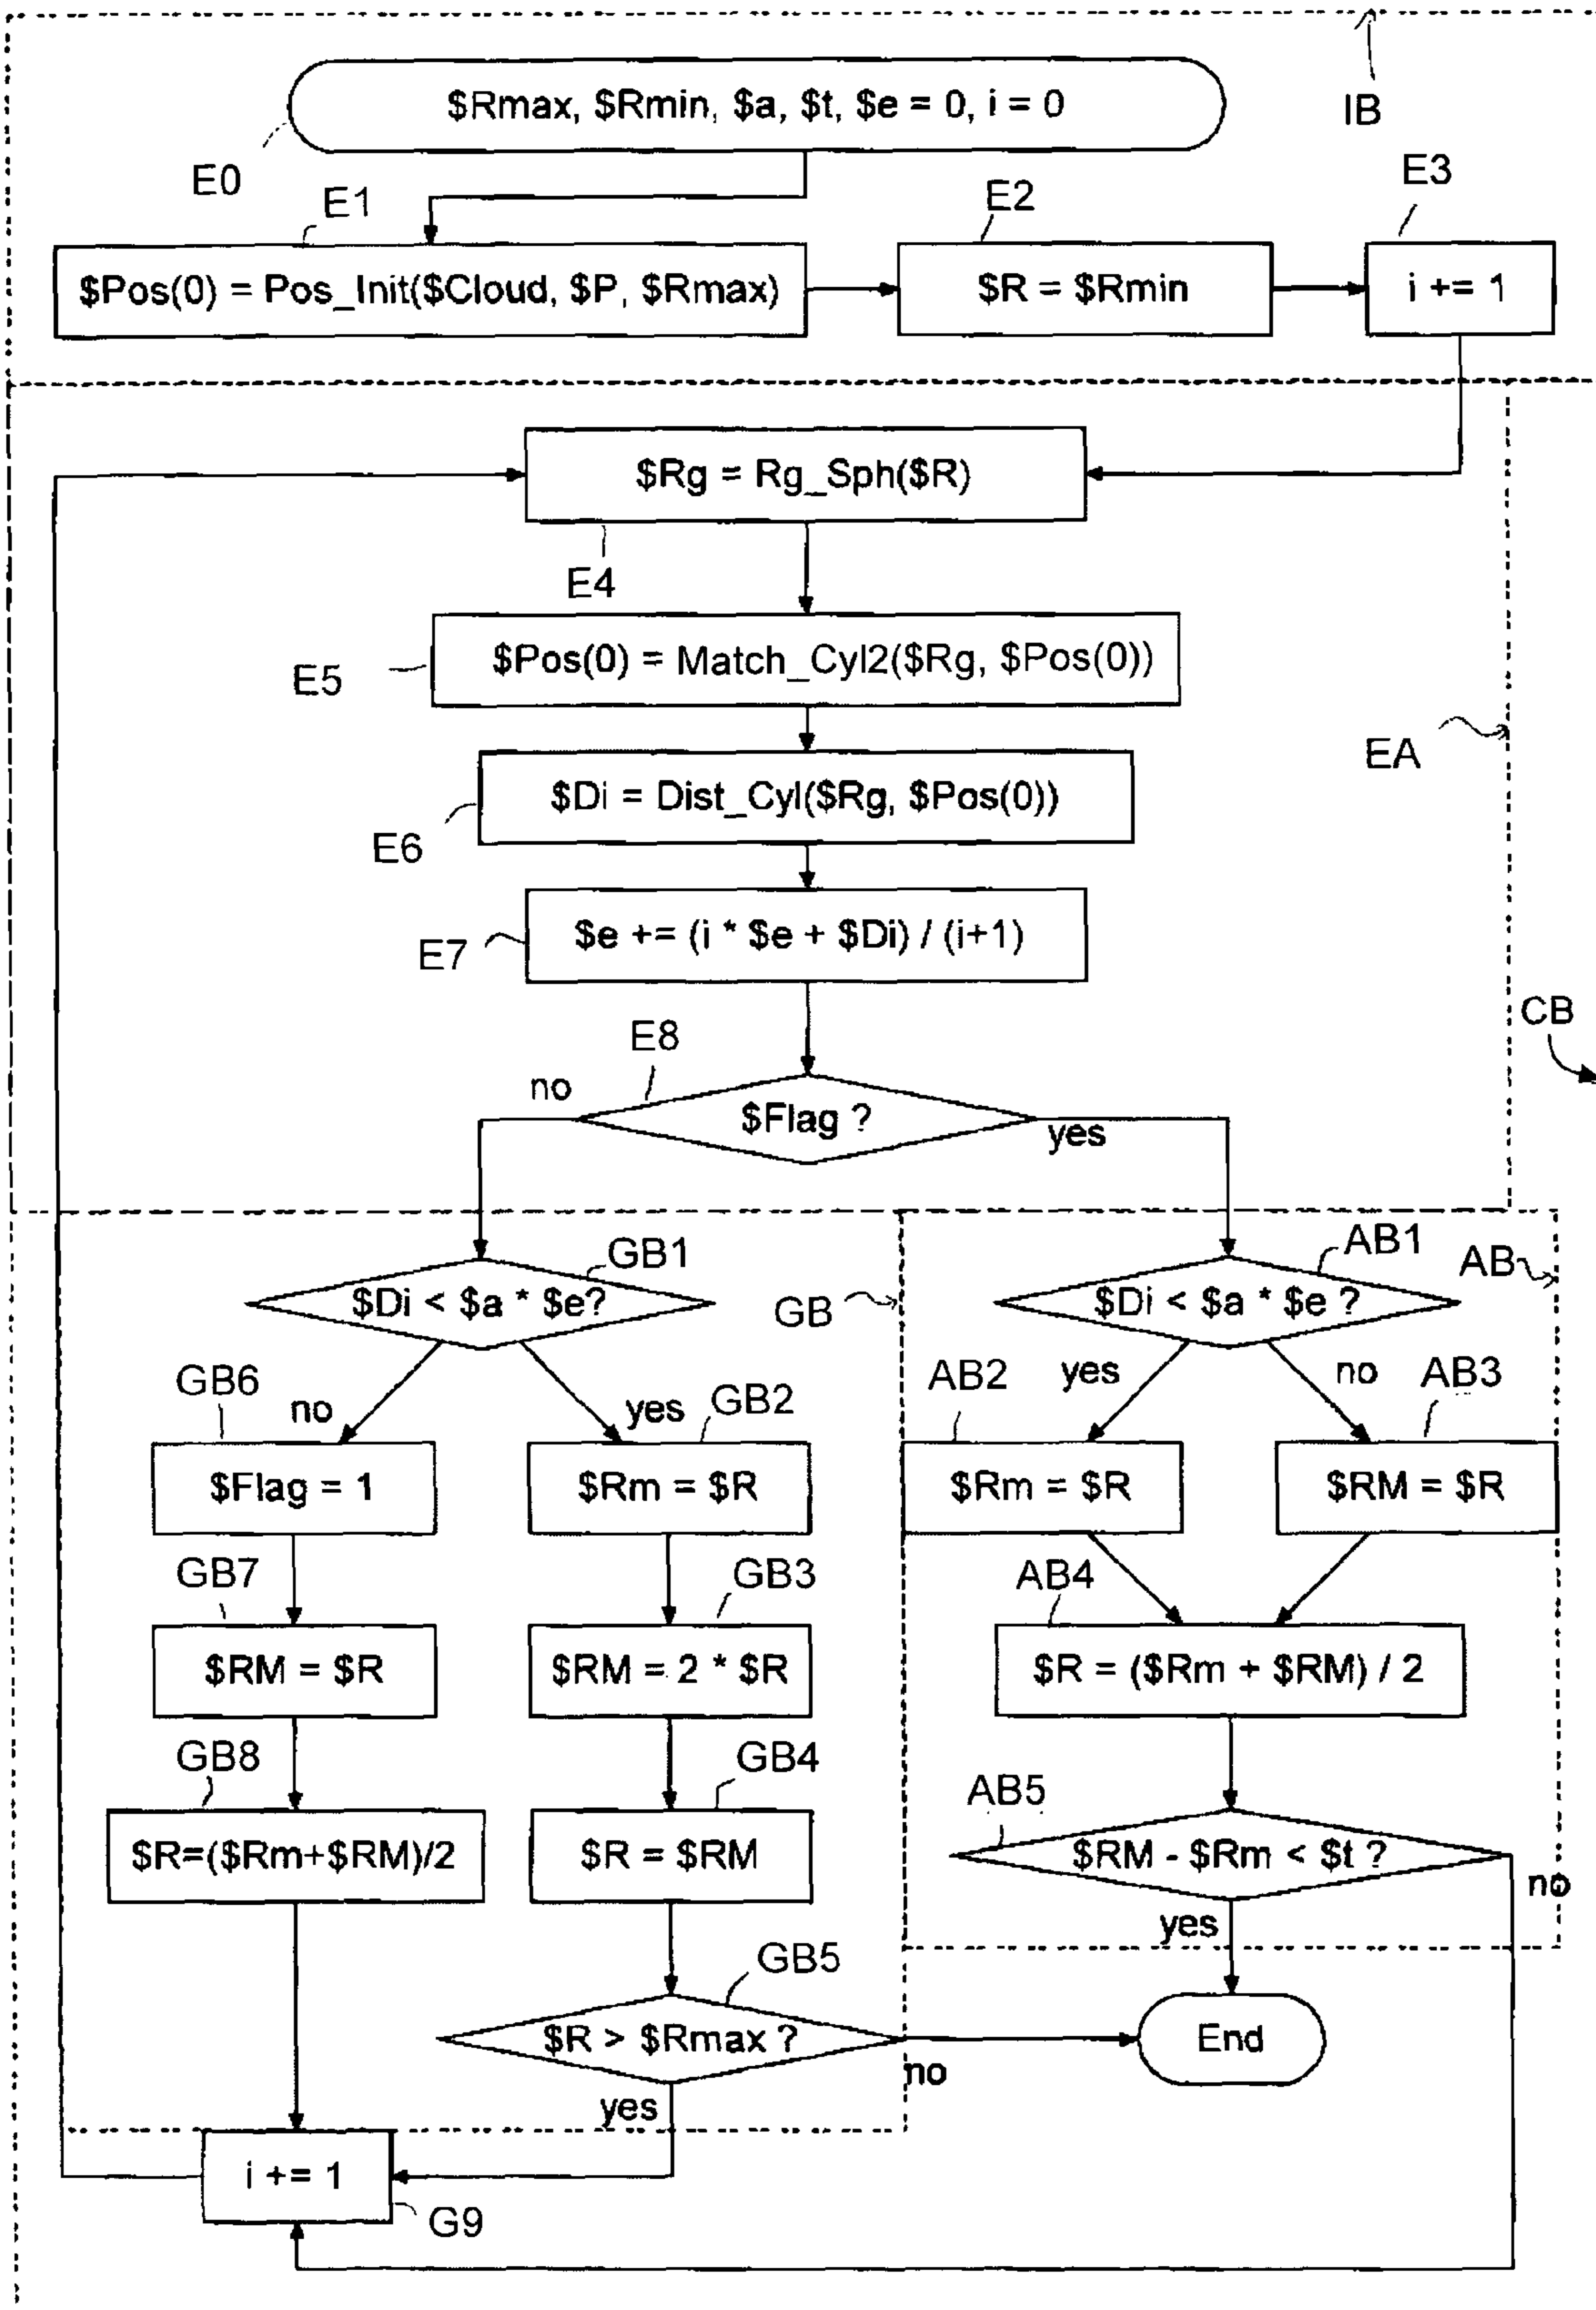 IB
$Rmax, $Rmin, $a, $t, $e = 0, i = 0
E0
E1
E2
E3
$Pos(0) = Pos_Init($Cloud, $P, $Rmax)
$R = $Rmin
i += 1
$Rg = Rg_Sph($R)
E4
$Pos(0) = Match_Cyl2($Rg, $Pos(0))
E5
EA
$Di = Dist_Cyl($Rg, $Pos(0))
E6
$e += (i * $e + $Di) / (i+1)
E7
CB
E8
no
$Flag ?
yes
GB1
$Di < $a * $e?
GB
AB1
AB
$Di < $a * $e ?
GB6
no
yes
GB2
AB2
yes
no
AB3
$Flag = 1
$Rm = $R
$Rm = $R
$RM = $R
GB7
GB3
AB4
$RM = $R
$RM = 2 * $R
$R = ($Rm + $RM) / 2
GB8
GB4
AB5
$R=($Rm+$RM)/2
$R = $RM
$RM - $Rm < $t ?
no
yes
GB5
$R > $Rmax ?
no
End
yes
i += 1
G9